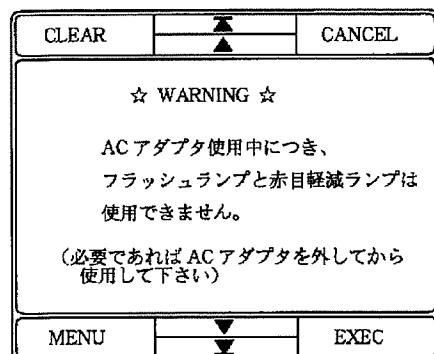 CLEAR
CANCEL
☆ WARNING ☆
ACアダプタ使用中につき、
フラッシュランプと赤目軽減ランプは
使用できません。
（必要であれば AC アダプタを外してから
使用して下さい）
MENU
EXEC